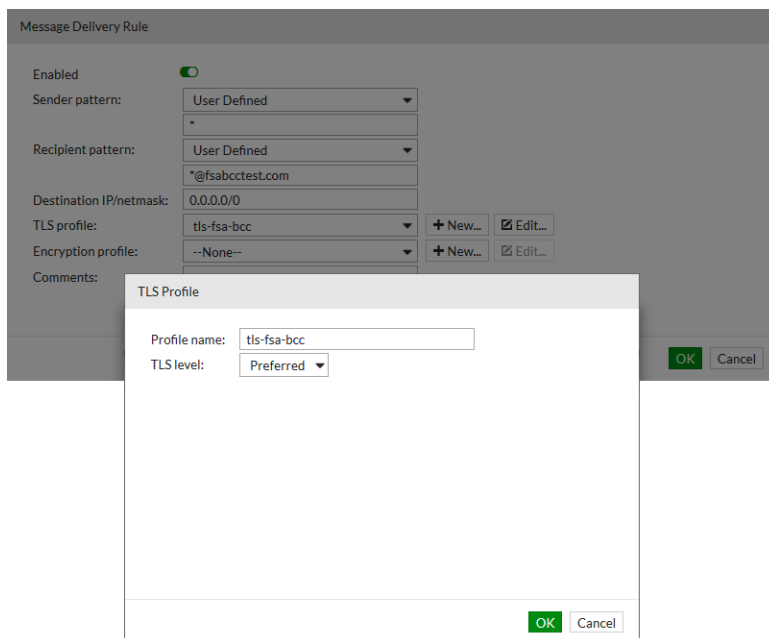 Message Delivery Rule
Enabled
Sender pattern: User Defined
*
Recipient pattern: User Defined
*@fsabcctest.com
Destination IP/netmask: 0.0.0.0/0
TLS profile: tls-fsa-bcc + New... Edit...
Encryption profile: --None-- + New... Edit...
Comments:
OK Cancel
TLS Profile
Profile name: tls-fsa-bcc
TLS level: Preferred
OK Cancel